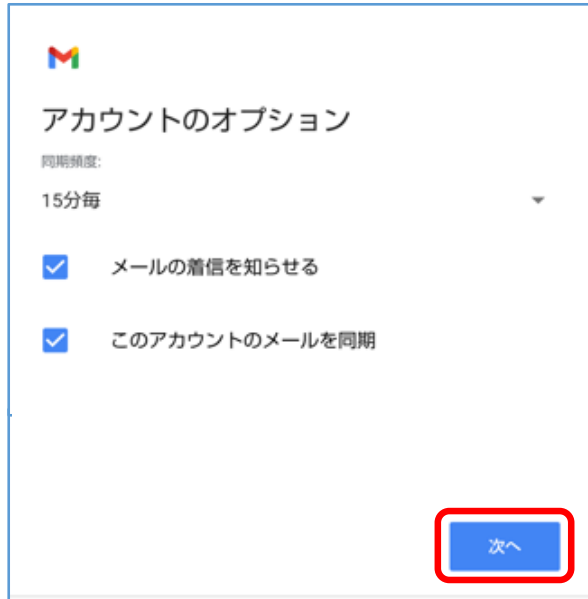 アカウントのオプション
同期頻度:
15分毎
メールの着信を知らせる
このアカウントのメールを同期
次へ